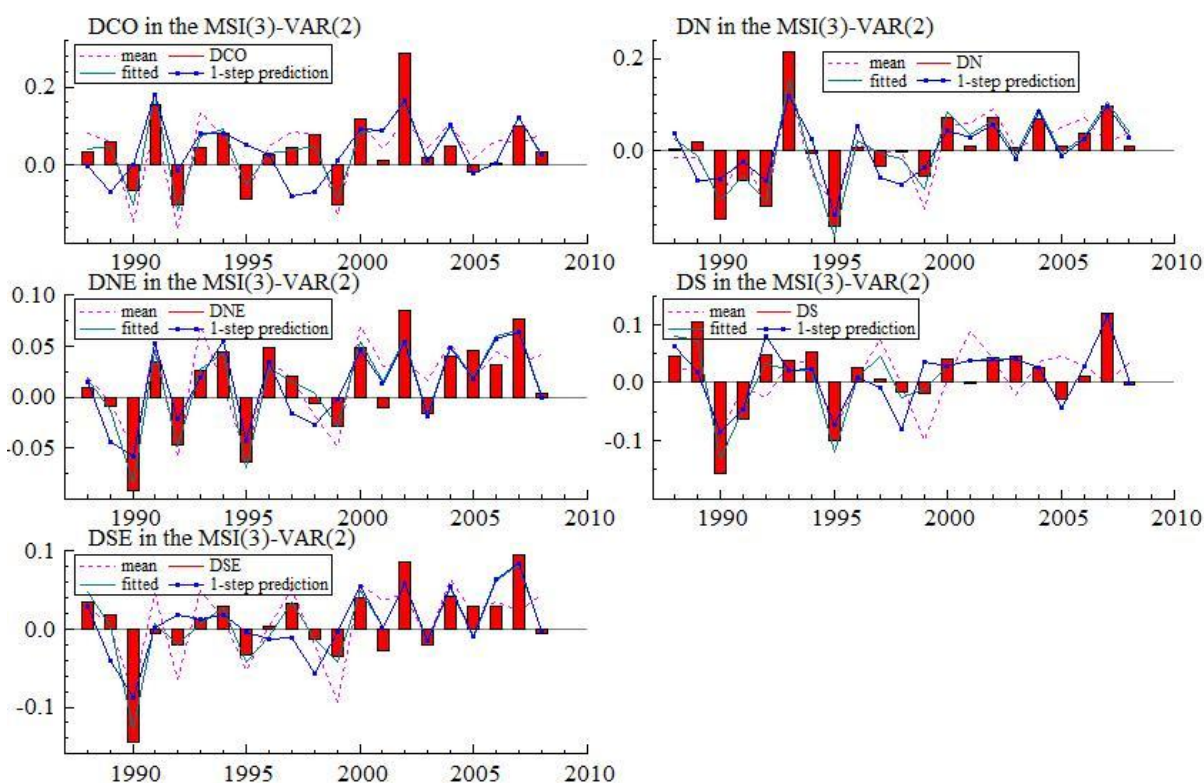 DCO in the MSI(3)-VAR(2)
mean DCO
fitted 1-step prediction
0.2
0.0
1990 1995 2000 2005 2010
DN in the MSI(3)-VAR(2)
mean DN
fitted 1-step prediction
0.2
0.0
1990 1995 2000 2005 2010
DNE in the MSI(3)-VAR(2)
mean DNE
fitted 1-step prediction
0.10
0.05
0.00
-0.05
1990 1995 2000 2005 2010
DS in the MSI(3)-VAR(2)
mean DS
fitted 1-step prediction
0.1
0.0
-0.1
1990 1995 2000 2005 2010
DSE in the MSI(3)-VAR(2)
mean DSE
fitted 1-step prediction
0.1
0.0
-0.1
1990 1995 2000 2005 2010